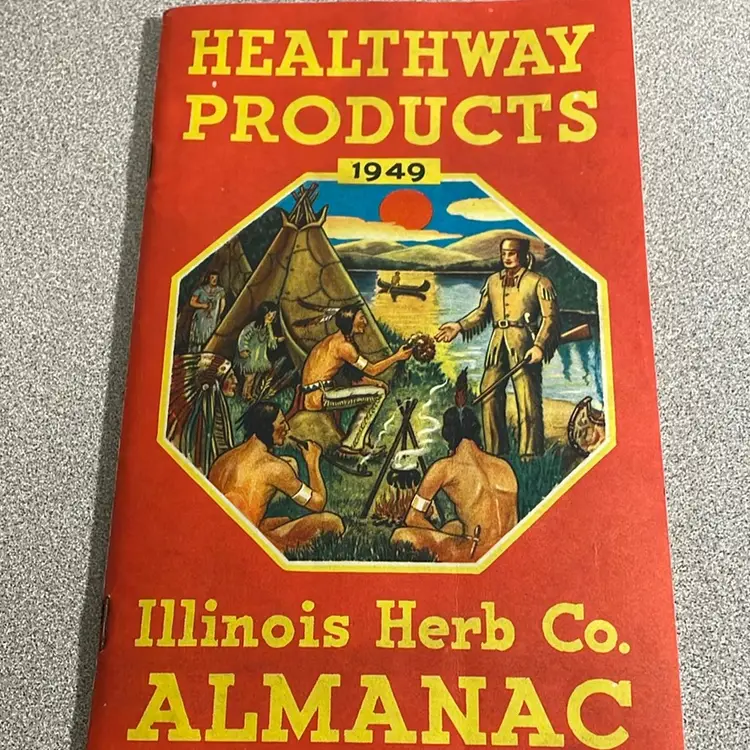 HEALTHWAY
PRODUCTS
1949
Illinois Herb Co.
ALMANAC